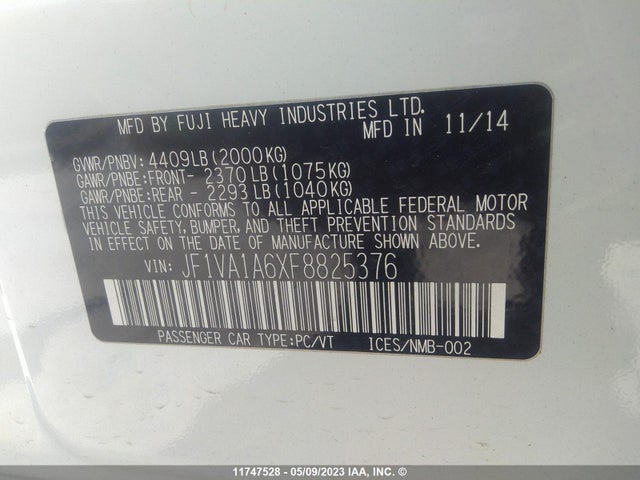 MFD BY FUJI HEAVY INDUSTRIES LTD.
MFD IN 11/14
GVWR/PNBV: 4409LB(2000KG)
GAWR/PNBE:FRONT- 2370LB(1075KG)
GAWR/PNBE:REAR - 2293LB(1040KG)
THIS VEHICLE CONFORMS TO ALL APPLICABLE FEDERAL MOTOR
VEHICLE SAFETY, BUMPER, AND THEFT PREVENTION STANDARDS
IN EFFECT ON THE DATE OF MANUFACTURE SHOWN ABOVE.
VIN: JF1VA1A6XF8825376
PASSENGER CAR TYPE:PC/VT 1CES/NMB-002
11747528 - 05/09/2023 IAA, INC. ©